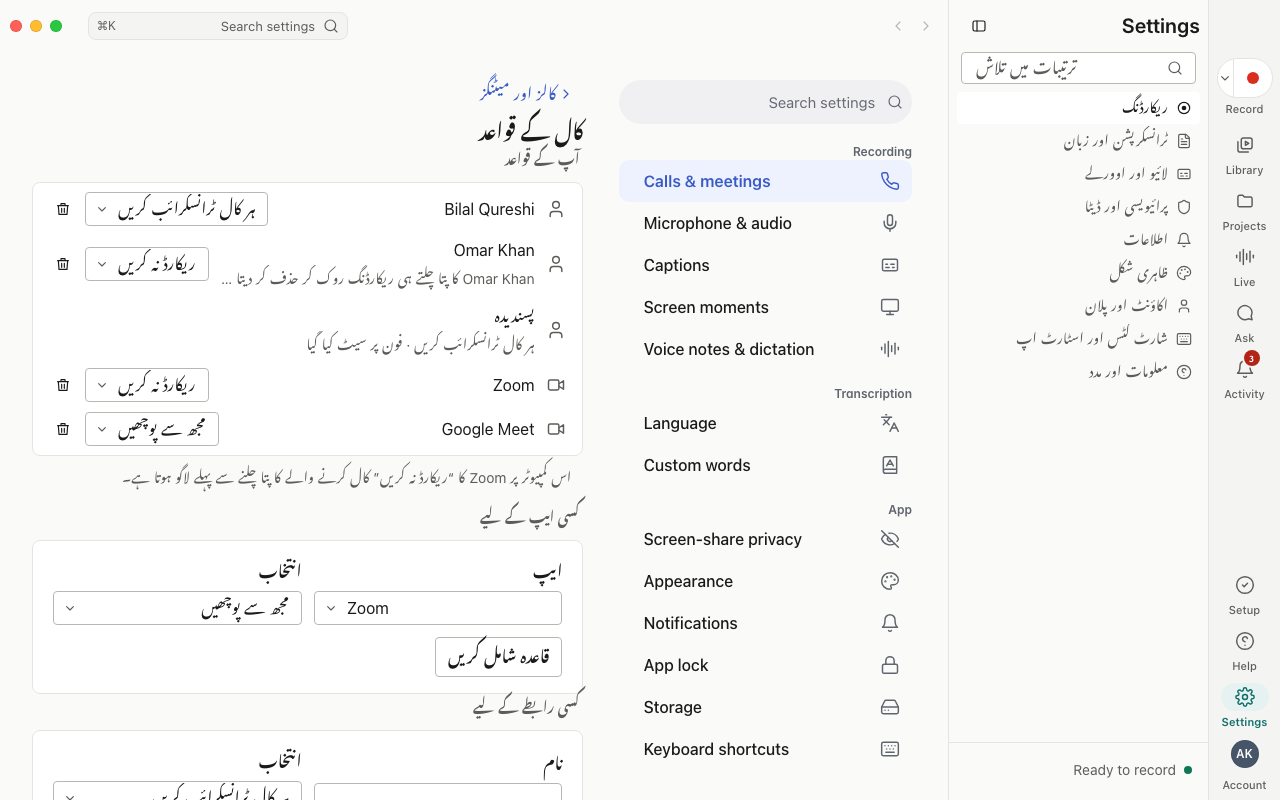 Settings
ترتیبات میں تلاش
ریکارڈنگ
ٹرانسکرپشن اور زبان
لائیو اور اوورلے
پرائیویسی اور ڈیٹا
اطلاعات
ظاہری شکل
اکاؤنٹ اور پلان
شارٹ کٹس اور اسٹارٹ اپ
معلومات اور مدد
Ready to record
Record
Library
Projects
Live
Ask
3
Activity
Setup
Help
Settings
AK
Account
⌘K
Search settings
Search settings
Recording
Calls & meetings
Microphone & audio
Captions
Screen moments
Voice notes & dictation
Transcription
Language
Custom words
App
Screen-share privacy
Appearance
Notifications
App lock
Storage
Keyboard shortcuts
کالز اور میٹنگز
کال کے قواعد
آپ کے قواعد
Bilal Qureshi
ہر کال ٹرانسکرائب کریں
Omar Khan
Omar Khan کا پتا چلتے ہی ریکارڈنگ روک کر حذف کر دیتا ...
ریکارڈ نہ کریں
پسندیدہ
ہر کال ٹرانسکرائب کریں · فون پر سیٹ کیا گیا
Zoom
ریکارڈ نہ کریں
Google Meet
مجھ سے پوچھیں
اس کمپیوٹر پر Zoom کا "ریکارڈ نہ کریں" کال کرنے والے کا پتا چلنے سے پہلے لاگو ہوتا ہے۔
کسی ایپ کے لیے
ایپ
انتخاب
Zoom
مجھ سے پوچھیں
قاعدہ شامل کریں
کسی رابطے کے لیے
نام
انتخاب
ہر کال ٹرانسکرائب کریں